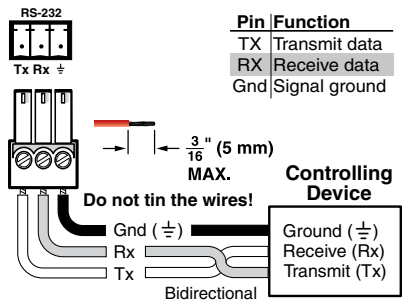 RS-232
Tx Rx ⏚
Pin Function
TX Transmit data
RX Receive data
Gnd Signal ground
3/16" (5 mm)
MAX.
Do not tin the wires!
Controlling
Device
Gnd (⏚)
Rx
Tx
Ground (⏚)
Receive (Rx)
Transmit (Tx)
Bidirectional